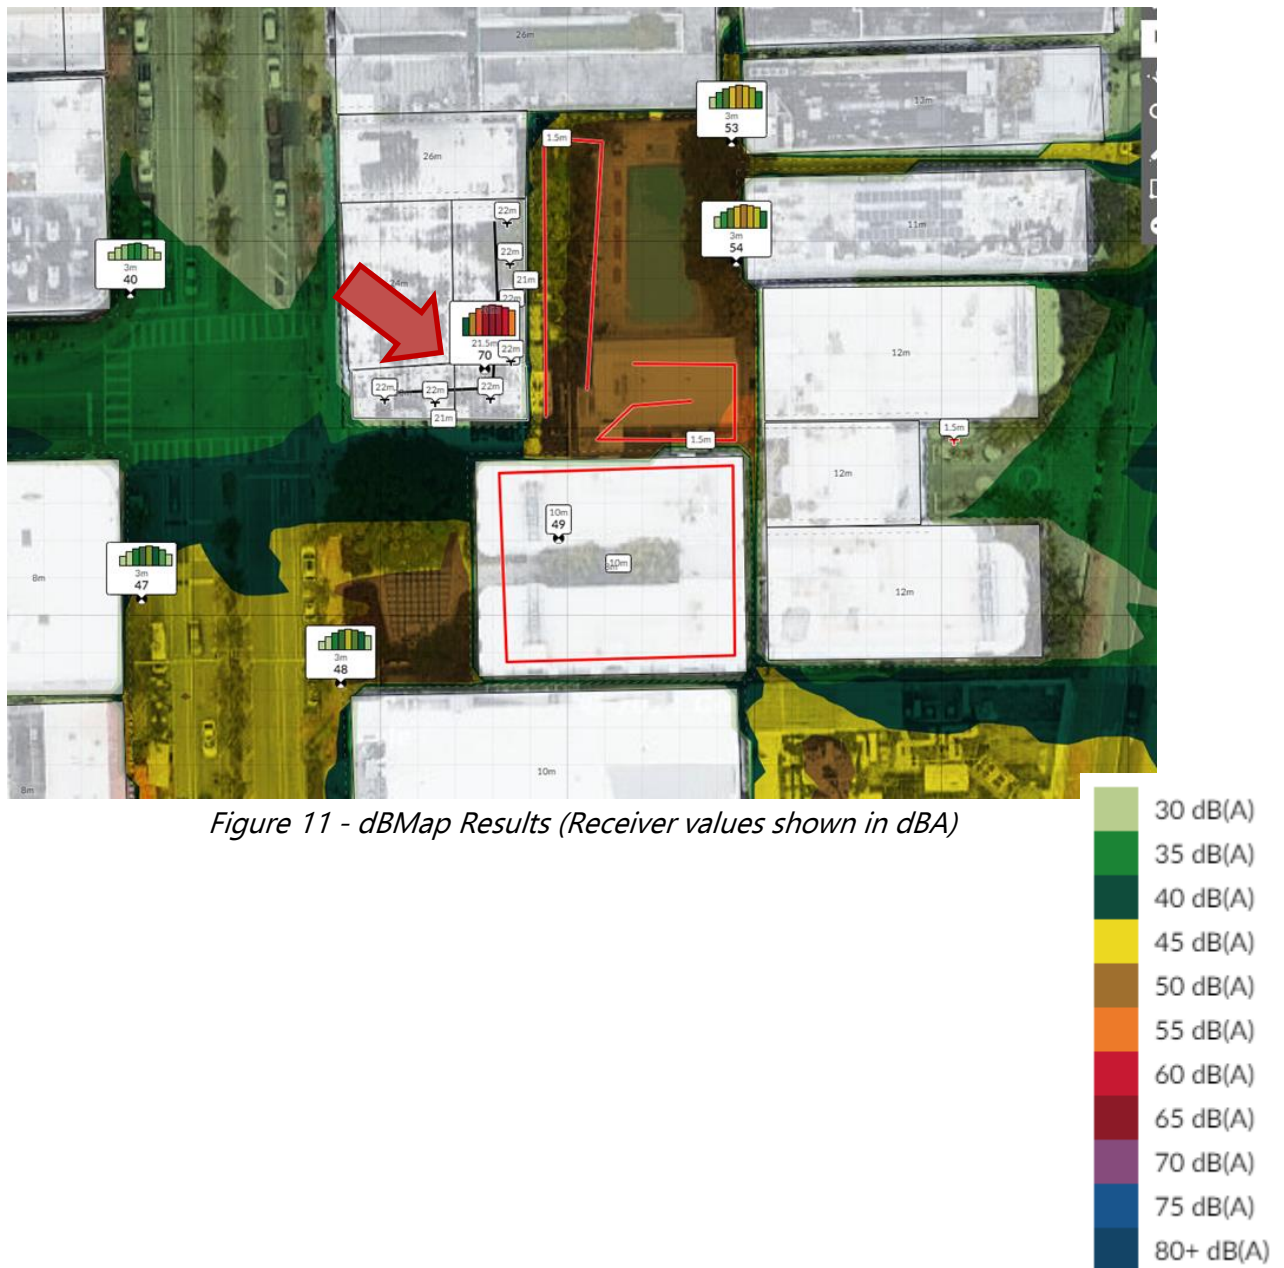 26m
13m
3m
53
1.5m
26m
22m
11m
3m
54
3m
40
22m
21m
22m
12m
21.5m
70
22m
22m
22m
22m
21m
1.5m
1.5m
12m
10m
49
10m
3m
47
8m
12m
3m
48
10m
8m
Figure 11 - dBMap Results (Receiver values shown in dBA)
30 dB(A)
35 dB(A)
40 dB(A)
45 dB(A)
50 dB(A)
55 dB(A)
60 dB(A)
65 dB(A)
70 dB(A)
75 dB(A)
80+ dB(A)